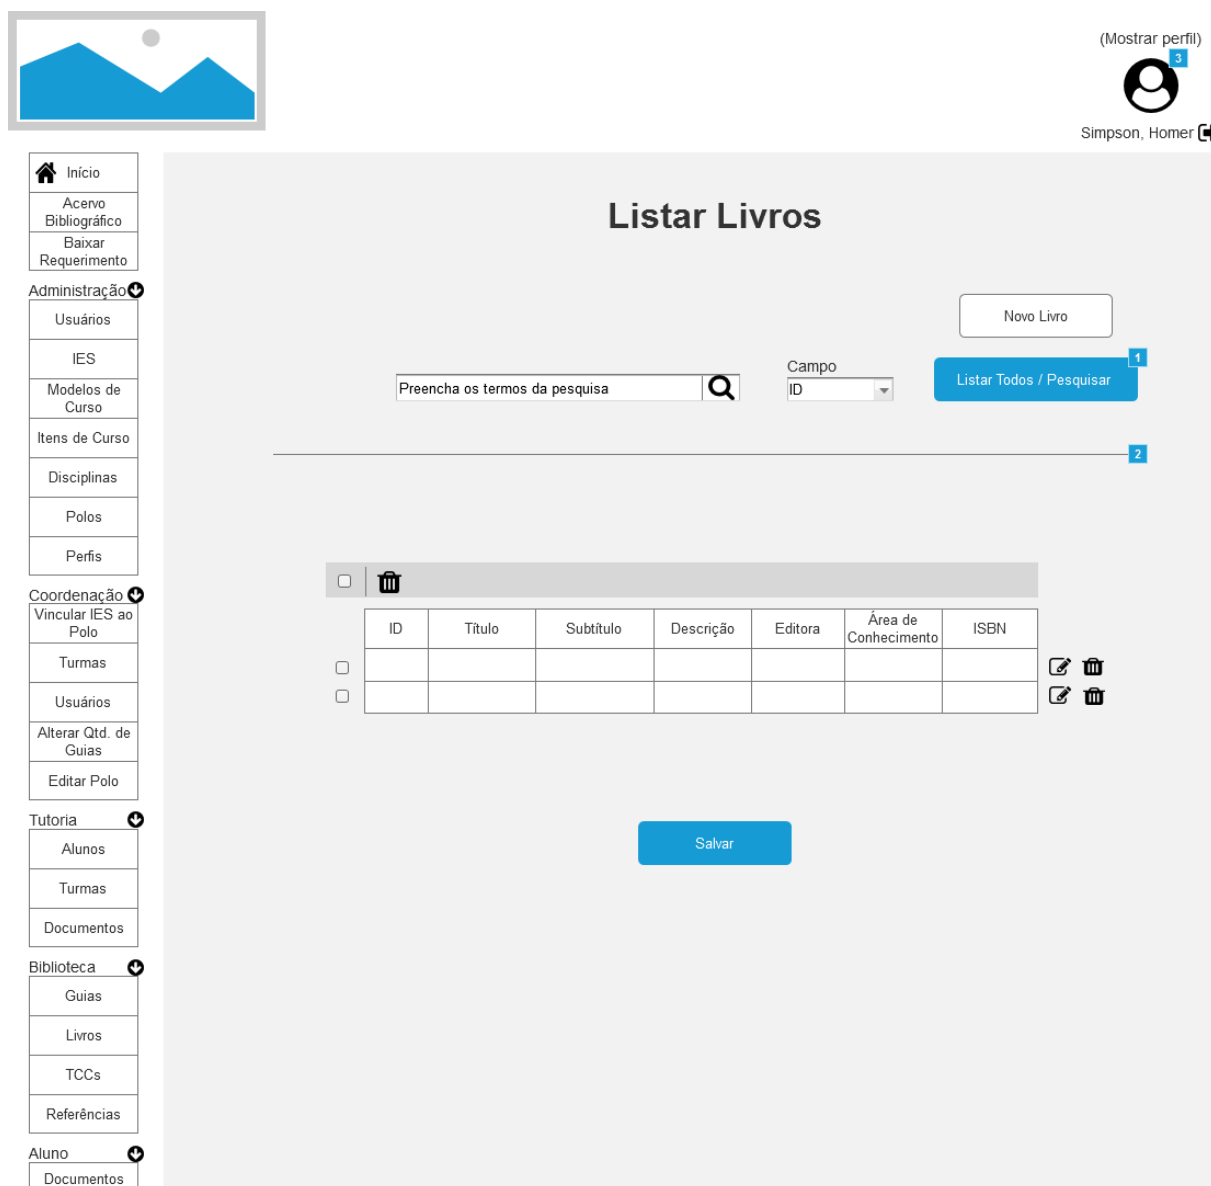 (Mostrar perfil)
3
Simpson, Homer
Início
Acervo
Bibliográfico
Baixar
Requerimento
Administração
Usuários
IES
Modelos de
Curso
Itens de Curso
Disciplinas
Polos
Perfis
Coordenação
Vincular IES ao
Polo
Turmas
Usuários
Alterar Qtd. de
Guias
Editar Polo
Tutoria
Alunos
Turmas
Documentos
Biblioteca
Guias
Livros
TCCs
Referências
Aluno
Documentos
Listar Livros
Novo Livro
Preencha os termos da pesquisa
Campo
ID
Listar Todos / Pesquisar
1
2
ID
Título
Subtítulo
Descrição
Editora
Área de
Conhecimento
ISBN
Salvar